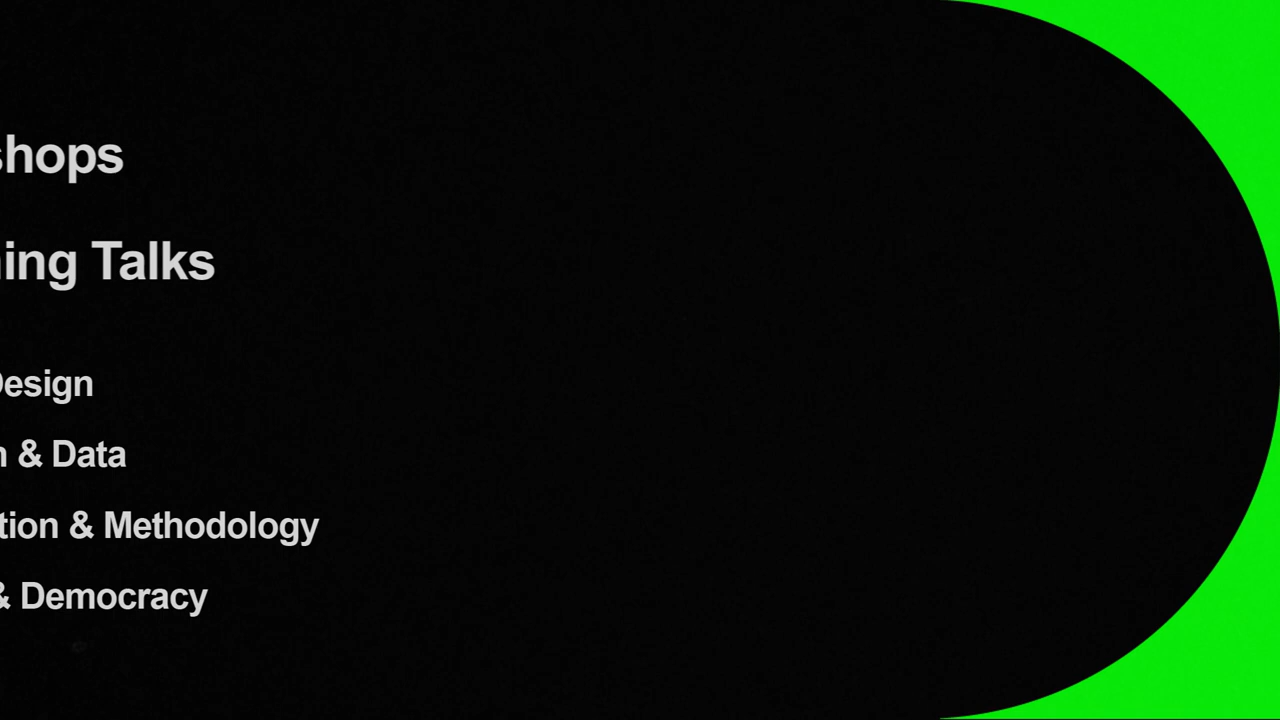 shops
ing Talks
Design
& Data
tion & Methodology
& Democracy